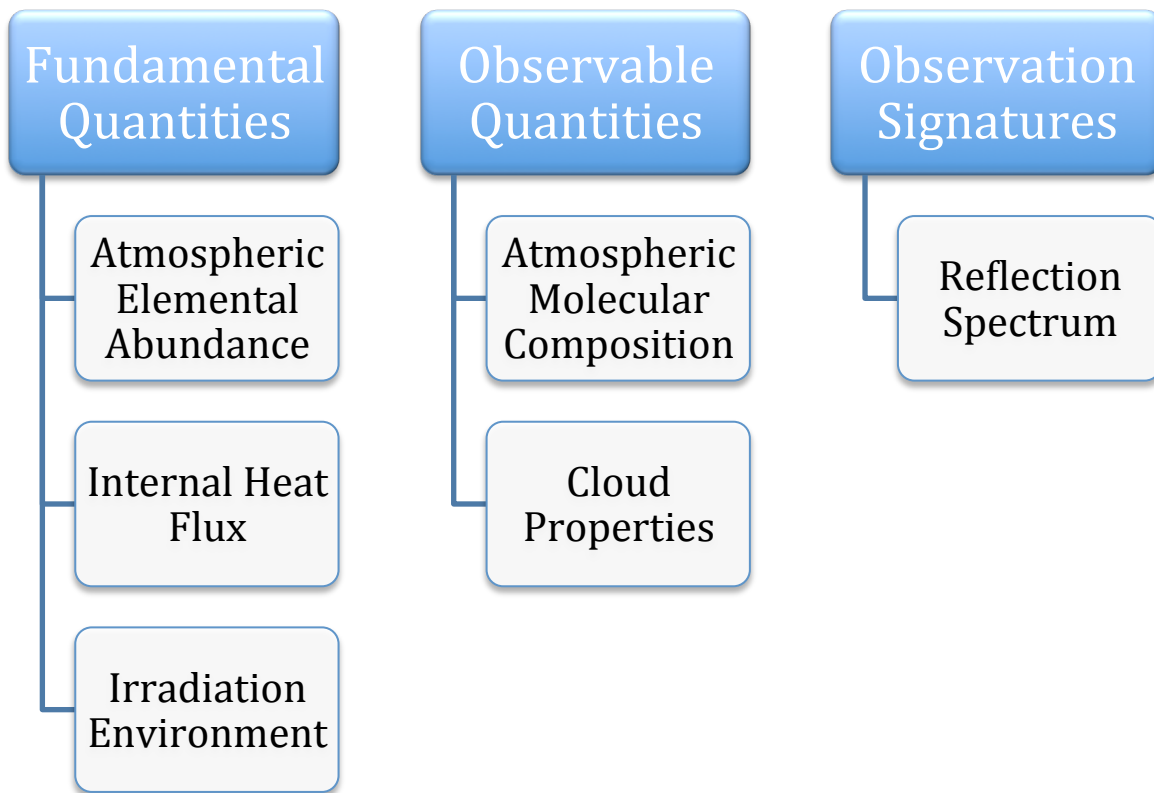 Fundamental
Quantities
Atmospheric
Elemental
Abundance
Internal Heat
Flux
Irradiation
Environment
Observable
Quantities
Atmospheric
Molecular
Composition
Cloud
Properties
Observation
Signatures
Reflection
Spectrum